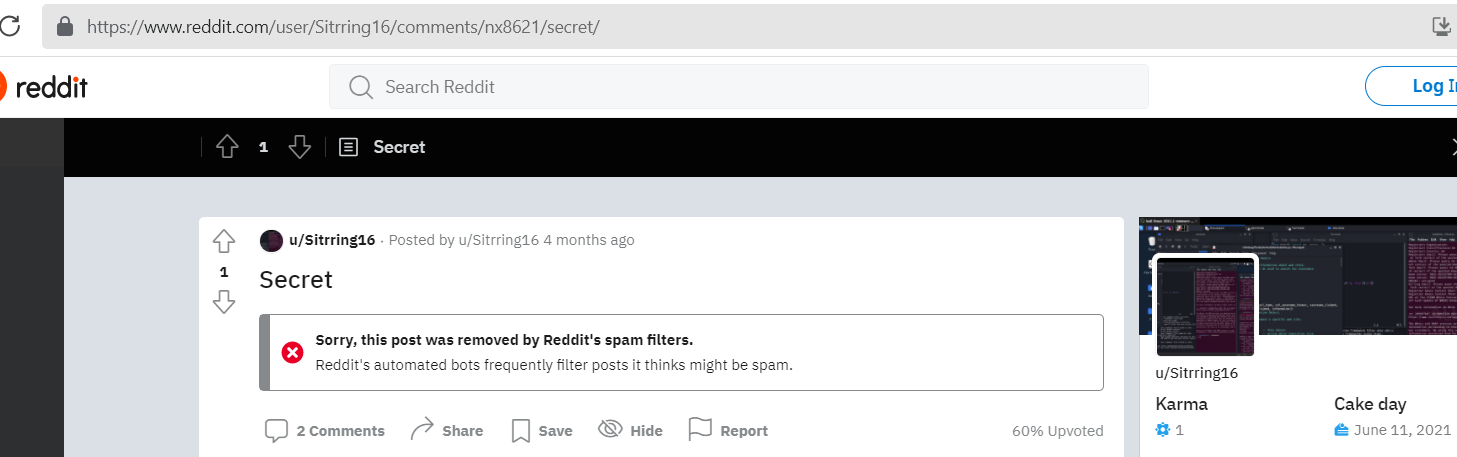 https://www.reddit.com/user/Sitrring16/comments/nx8621/secret/
reddit
Search Reddit
Log
1
Secret
u/Sitrring16 · Posted by u/Sitrring16 4 months ago
1
Secret
Sorry, this post was removed by Reddit's spam filters.
Reddit's automated bots frequently filter posts it thinks might be spam.
2 Comments
Share
Save
Hide
Report
60% Upvoted
u/Sitrring16
Karma
1
Cake day
June 11, 2021